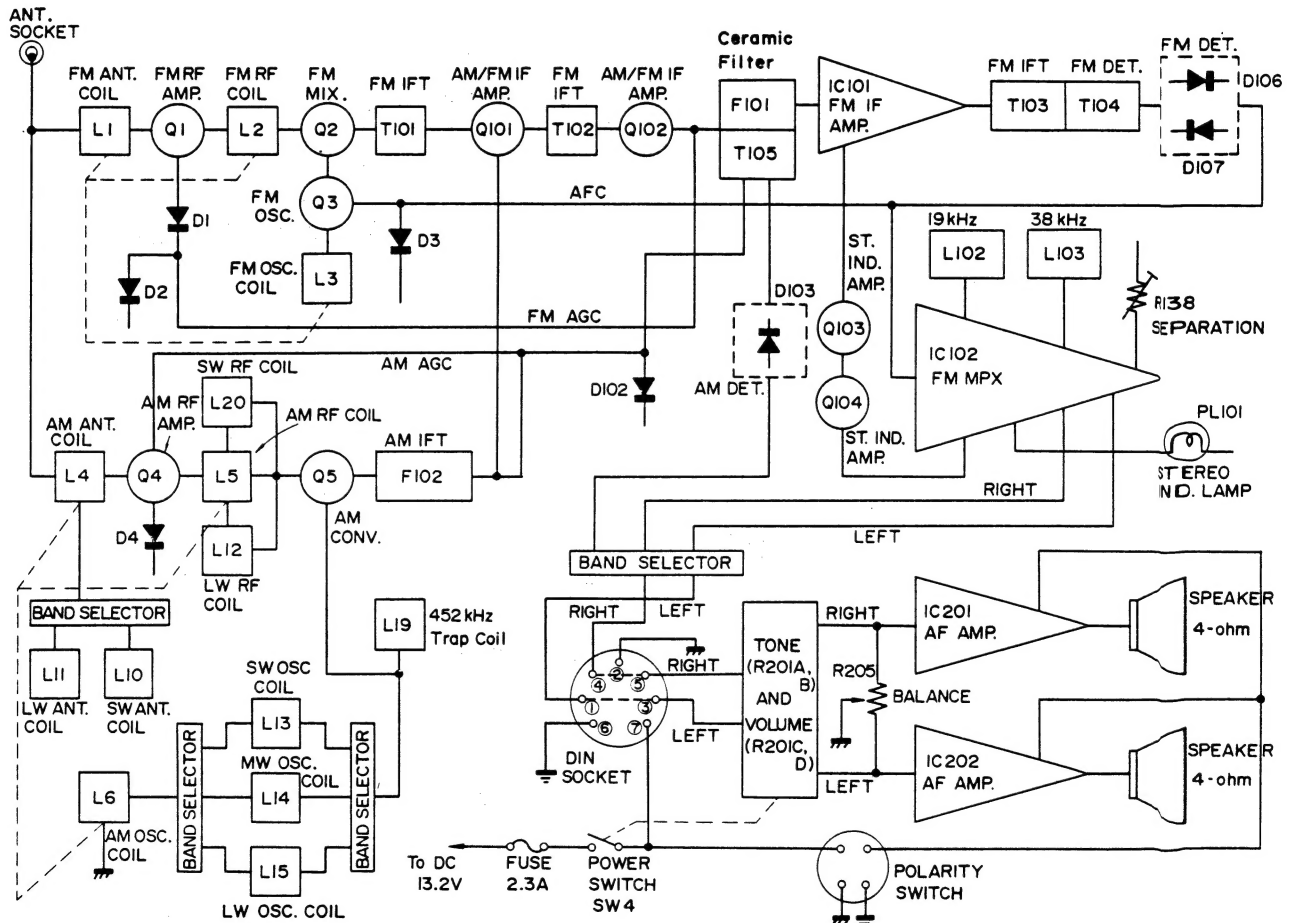 ANT.
SOCKET
FM ANT.
COIL
L1
FM RF
AMP.
Q1
FM RF
COIL
L2
FM
MIX.
Q2
FM IFT
T101
AM/FM IF
AMP.
Q101
FM
IFT
T102
AM/FM IF
AMP.
Q102
Ceramic
Filter
F101
T105
IC101
FM IF
AMP.
FM IFT
T103
FM DET.
T104
FM DET.
D106
D107
FM
OSC.
Q3
AFC
D1
D2
D3
FM OSC.
COIL
L3
FM AGC
ST.
IND.
AMP.
19 kHz
L102
38 kHz
L103
R138
SEPARATION
D103
AM DET.
Q103
Q104
ST. IND.
AMP.
IC102
FM MPX
PL101
STEREO
IND. LAMP
AM AGC
D102
SW RF COIL
L20
AM RF
AMP.
AM RF COIL
AM ANT.
COIL
L4
Q4
L5
Q5
AM IFT
F102
D4
L12
LW RF
COIL
AM
CONV.
RIGHT
LEFT
BAND SELECTOR
BAND SELECTOR
L11
LW ANT.
COIL
L10
SW ANT.
COIL
L19
452 kHz
Trap Coil
SW OSC
COIL
L13
MW OSC.
COIL
L14
L15
LW OSC. COIL
BAND SELECTOR
BAND SELECTOR
L6
AM OSC.
COIL
RIGHT
LEFT
4
2
5
1
3
6
7
DIN
SOCKET
RIGHT
LEFT
TONE
(R201A,
B)
AND
VOLUME
(R201C,
D)
RIGHT
R205
BALANCE
LEFT
IC201
AF AMP.
SPEAKER
4-ohm
IC202
AF AMP.
SPEAKER
4-ohm
To DC
13.2V
FUSE
2.3A
POWER
SWITCH
SW4
POLARITY
SWITCH